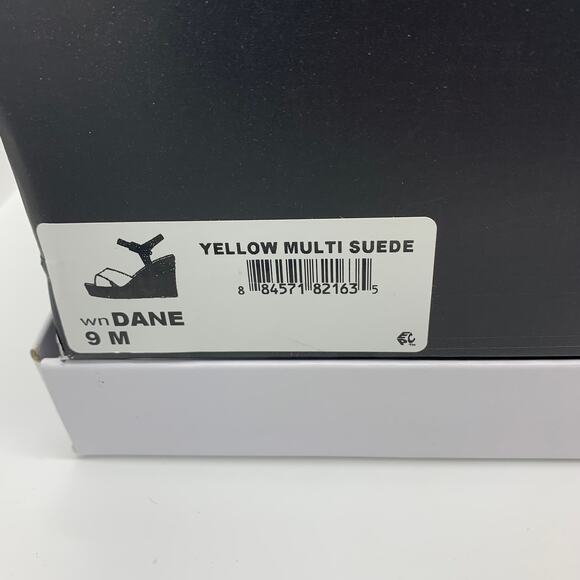 YELLOW MULTI SUEDE
8 84571 82163 5
wnDANE
9 M